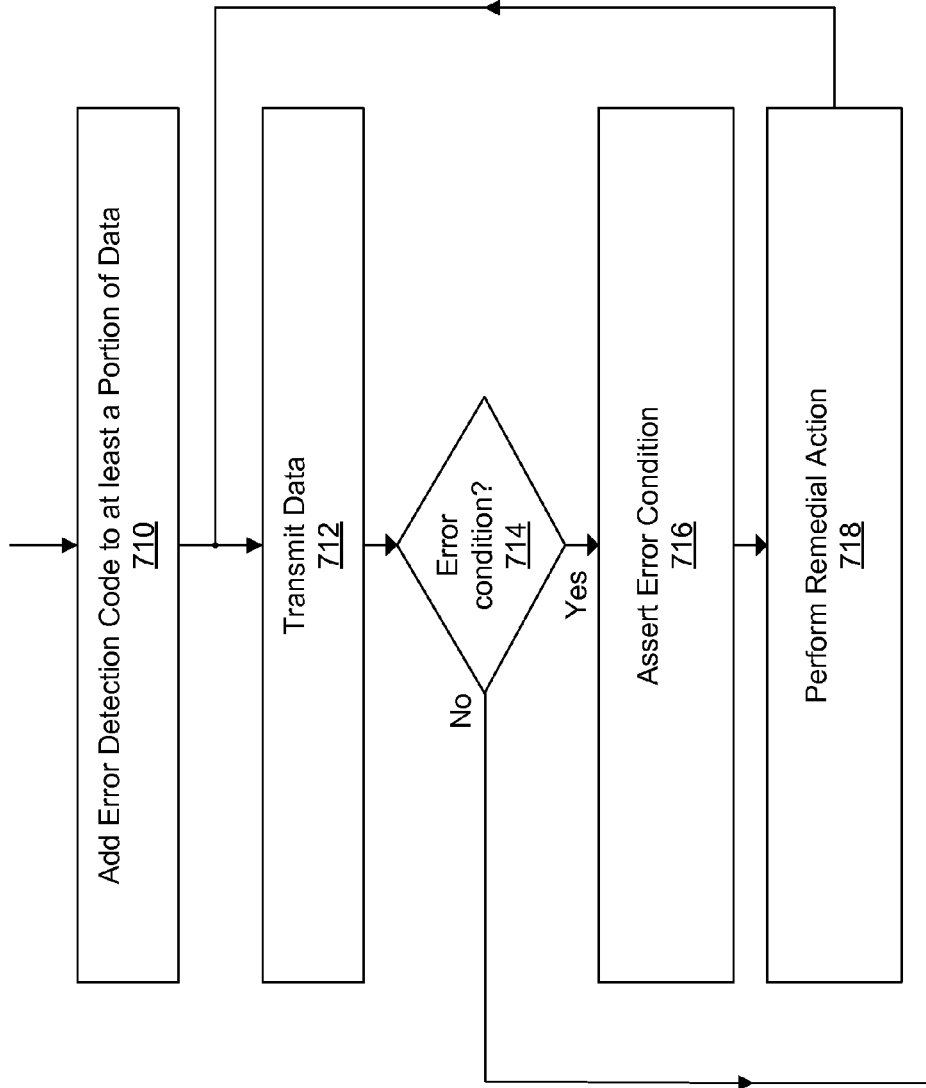 Add Error Detection Code to at least a Portion of Data
710
Transmit Data
712
Error
condition?
714
No
Yes
Assert Error Condition
716
Perform Remedial Action
718